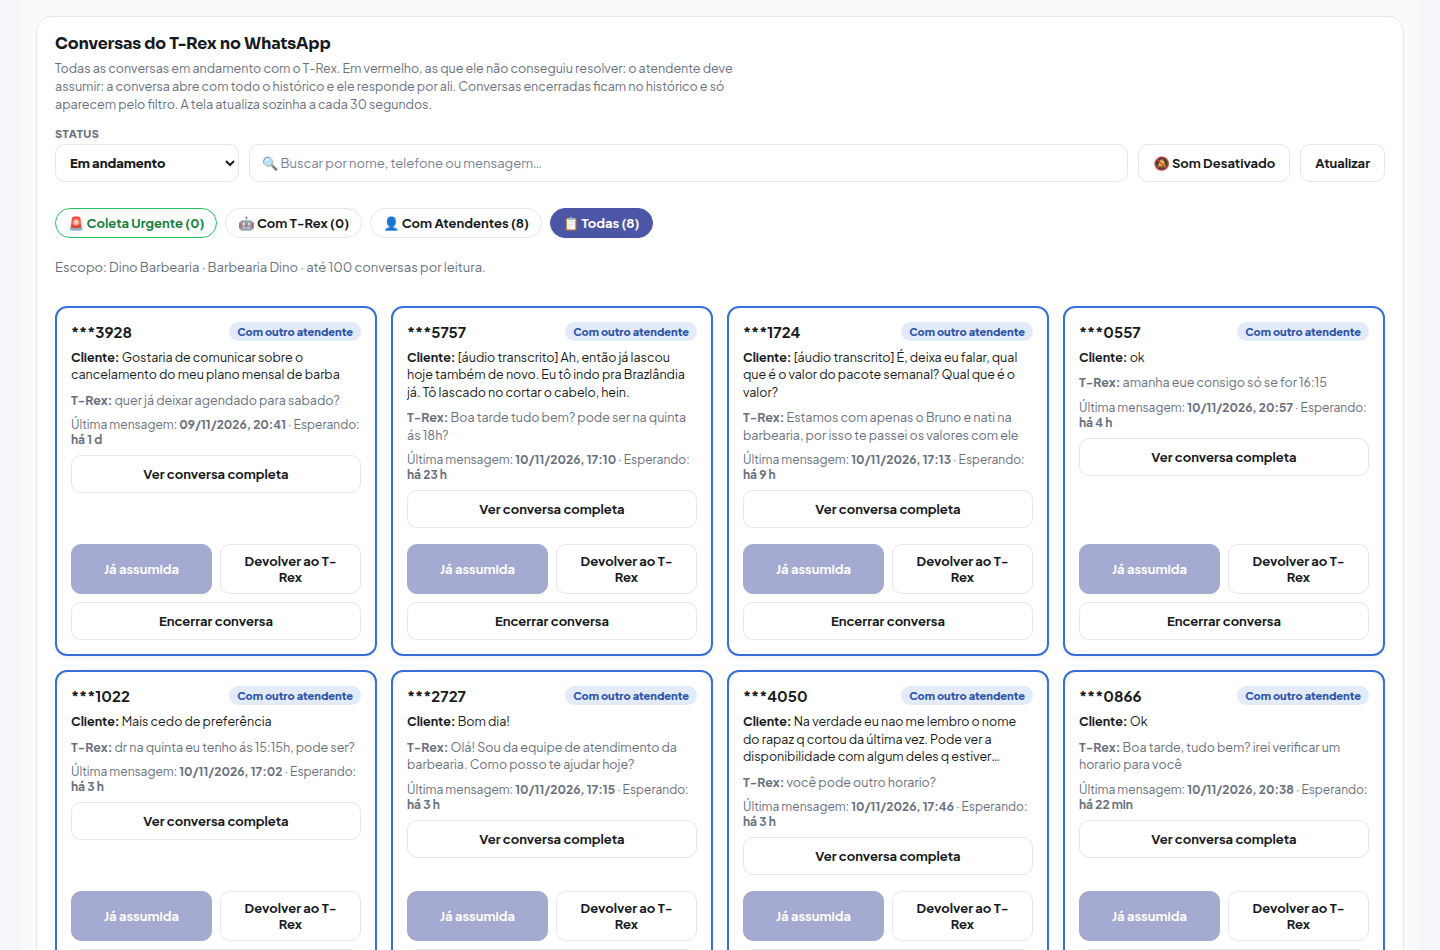 Conversas do T-Rex no WhatsApp
Todas as conversas em andamento com o T-Rex. Em vermelho, as que ele não conseguiu resolver: o atendente deve
assumir: a conversa abre com todo o histórico e ele responde por ali. Conversas encerradas ficam no histórico e só
aparecem pelo filtro. A tela atualiza sozinha a cada 30 segundos.
STATUS
Em andamento
🔍 Buscar por nome, telefone ou mensagem...
🔕 Som Desativado
Atualizar
🚨 Coleta Urgente (0)
🤖 Com T-Rex (0)
👤 Com Atendentes (8)
📋 Todas (8)
Escopo: Dino Barbearia · Barbearia Dino · até 100 conversas por leitura.
***3928
Com outro atendente
Cliente: Gostaria de comunicar sobre o
cancelamento do meu plano mensal de barba
T-Rex: quer já deixar agendado para sabado?
Última mensagem: 09/11/2026, 20:41 · Esperando:
há 1 d
Ver conversa completa
Já assumida
Devolver ao T-
Rex
Encerrar conversa
***5757
Com outro atendente
Cliente: [áudio transcrito] Ah, então já lascou
hoje também de novo. Eu tô indo pra Brazlândia
já. Tô lascado no cortar o cabelo, hein.
T-Rex: Boa tarde tudo bem? pode ser na quinta
ás 18h?
Última mensagem: 10/11/2026, 17:10 · Esperando:
há 23 h
Ver conversa completa
Já assumida
Devolver ao T-
Rex
Encerrar conversa
***1724
Com outro atendente
Cliente: [áudio transcrito] É, deixa eu falar, qual
que é o valor do pacote semanal? Qual que é o
valor?
T-Rex: Estamos com apenas o Bruno e nati na
barbearia, por isso te passei os valores com ele
Última mensagem: 10/11/2026, 17:13 · Esperando:
há 9 h
Ver conversa completa
Já assumida
Devolver ao T-
Rex
Encerrar conversa
***0557
Com outro atendente
Cliente: ok
T-Rex: amanha eue consigo só se for 16:15
Última mensagem: 10/11/2026, 20:57 · Esperando:
há 4 h
Ver conversa completa
Já assumida
Devolver ao T-
Rex
Encerrar conversa
***1022
Com outro atendente
Cliente: Mais cedo de preferência
T-Rex: dr na quinta eu tenho ás 15:15h, pode ser?
Última mensagem: 10/11/2026, 17:02 · Esperando:
há 3 h
Ver conversa completa
Já assumida
Devolver ao T-
Rex
***2727
Com outro atendente
Cliente: Bom dia!
T-Rex: Olá! Sou da equipe de atendimento da
barbearia. Como posso te ajudar hoje?
Última mensagem: 10/11/2026, 17:15 · Esperando:
há 3 h
Ver conversa completa
Já assumida
Devolver ao T-
Rex
***4050
Com outro atendente
Cliente: Na verdade eu nao me lembro o nome
do rapaz q cortou da última vez. Pode ver a
disponibilidade com algum deles q estiver...
T-Rex: você pode outro horario?
Última mensagem: 10/11/2026, 17:46 · Esperando:
há 3 h
Ver conversa completa
Já assumida
Devolver ao T-
Rex
***0866
Com outro atendente
Cliente: Ok
T-Rex: Boa tarde, tudo bem? irei verificar um
horario para você
Última mensagem: 10/11/2026, 20:38 · Esperando:
há 22 min
Ver conversa completa
Já assumida
Devolver ao T-
Rex